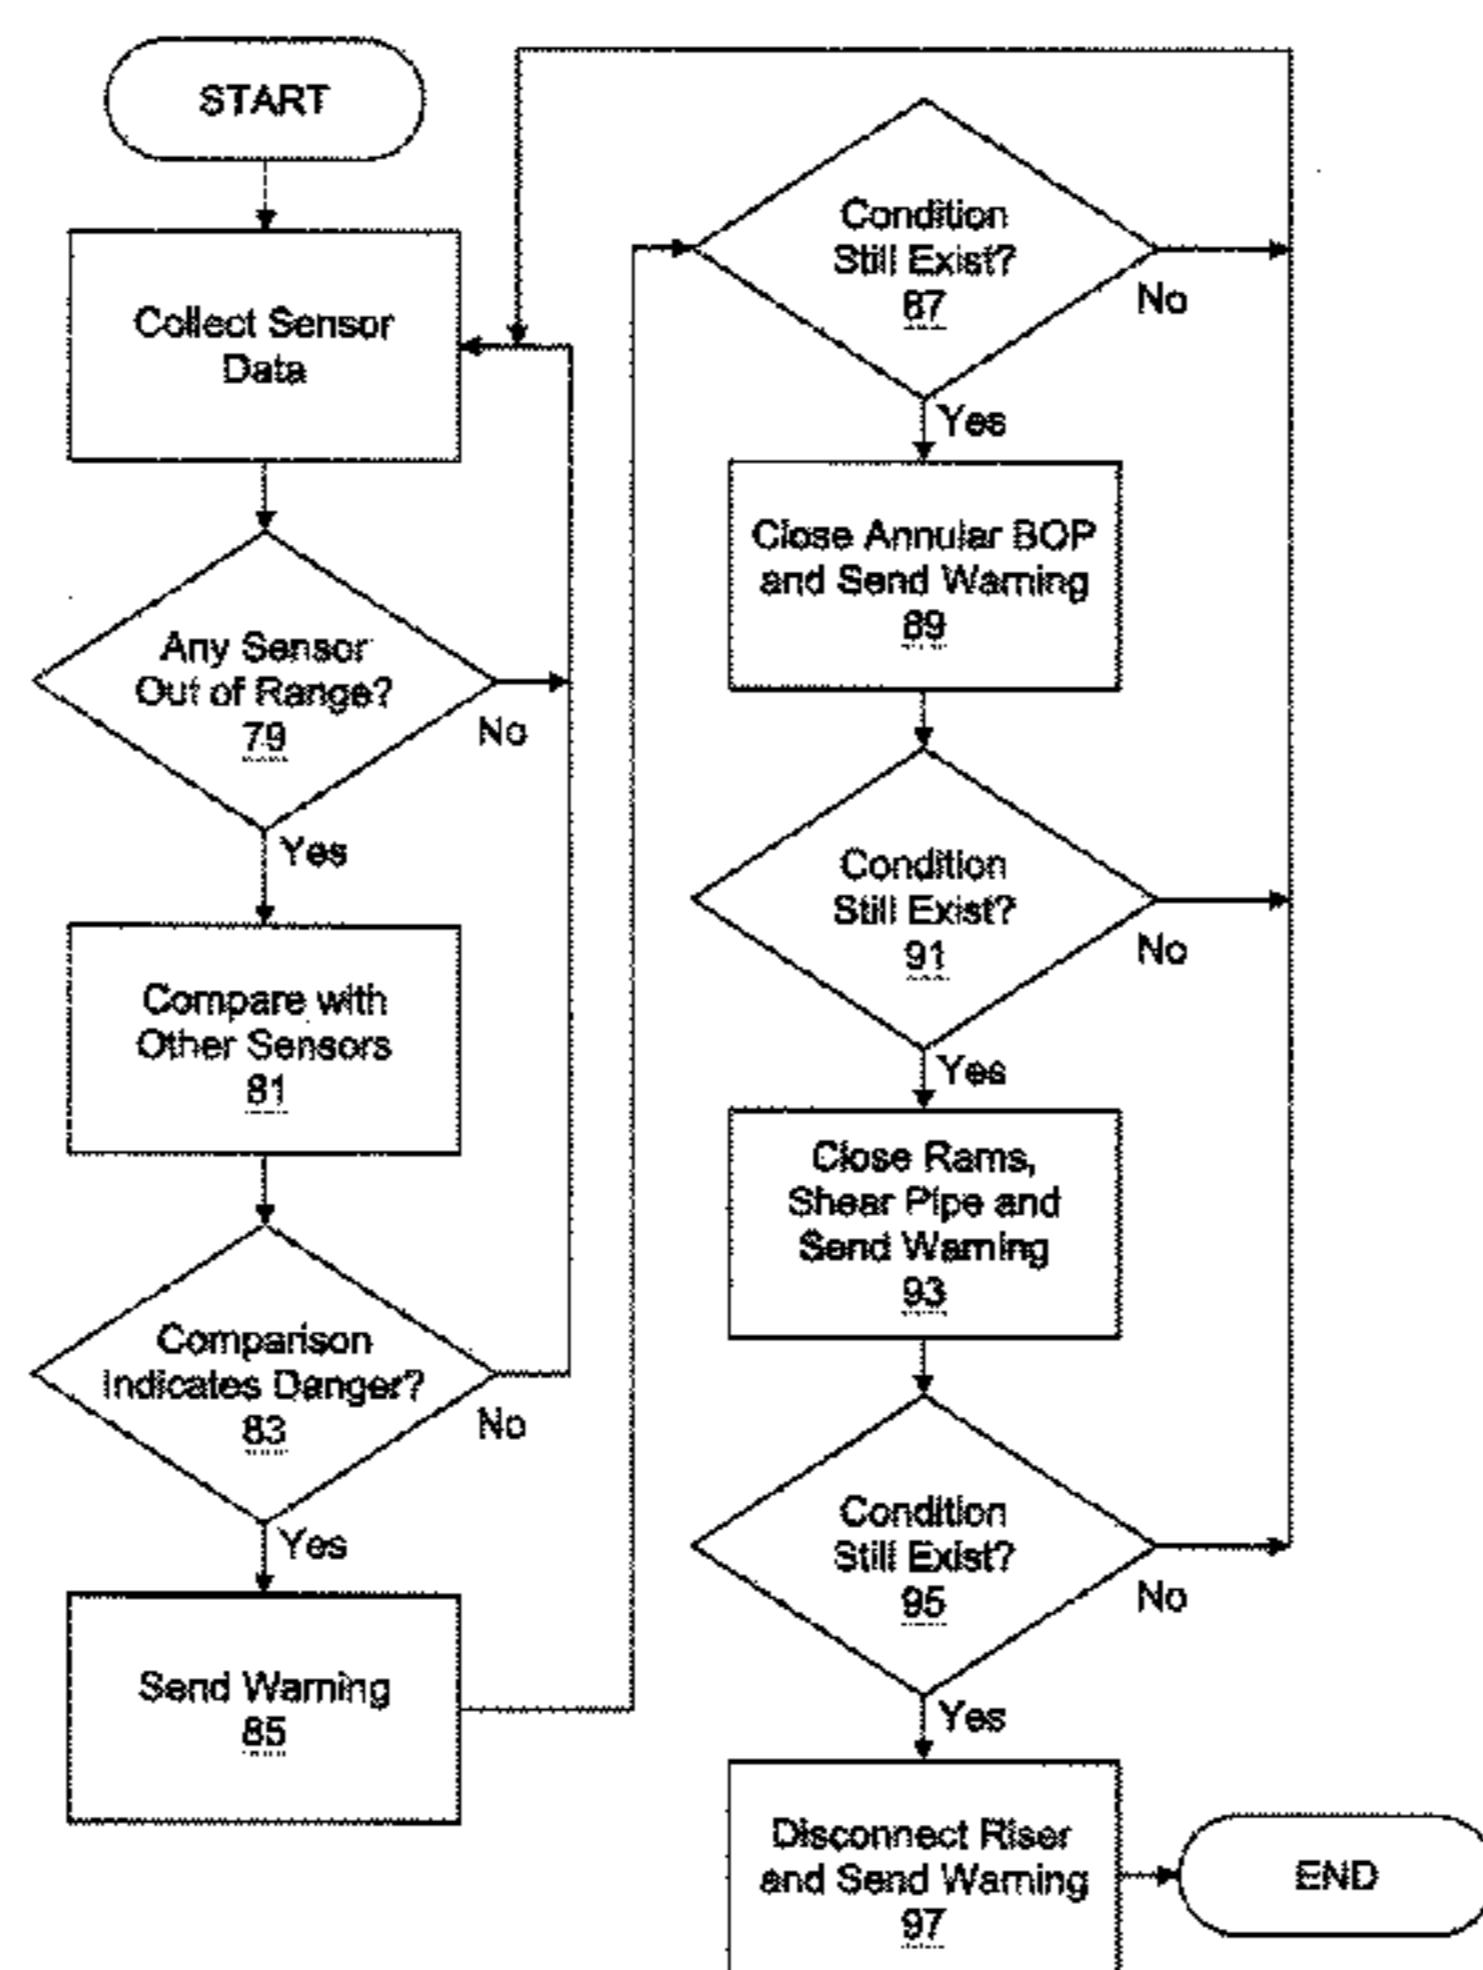 START
Collect Sensor
Data
Any Sensor
Out of Range?
79
No
Yes
Compare with
Other Sensors
81
Comparison
Indicates Danger?
83
No
Yes
Send Warning
85
Condition
Still Exist?
87
No
Yes
Close Annular BOP
and Send Warning
89
Condition
Still Exist?
91
No
Yes
Close Rams,
Shear Pipe and
Send Warning
93
Condition
Still Exist?
95
No
Yes
Disconnect Riser
and Send Warning
97
END